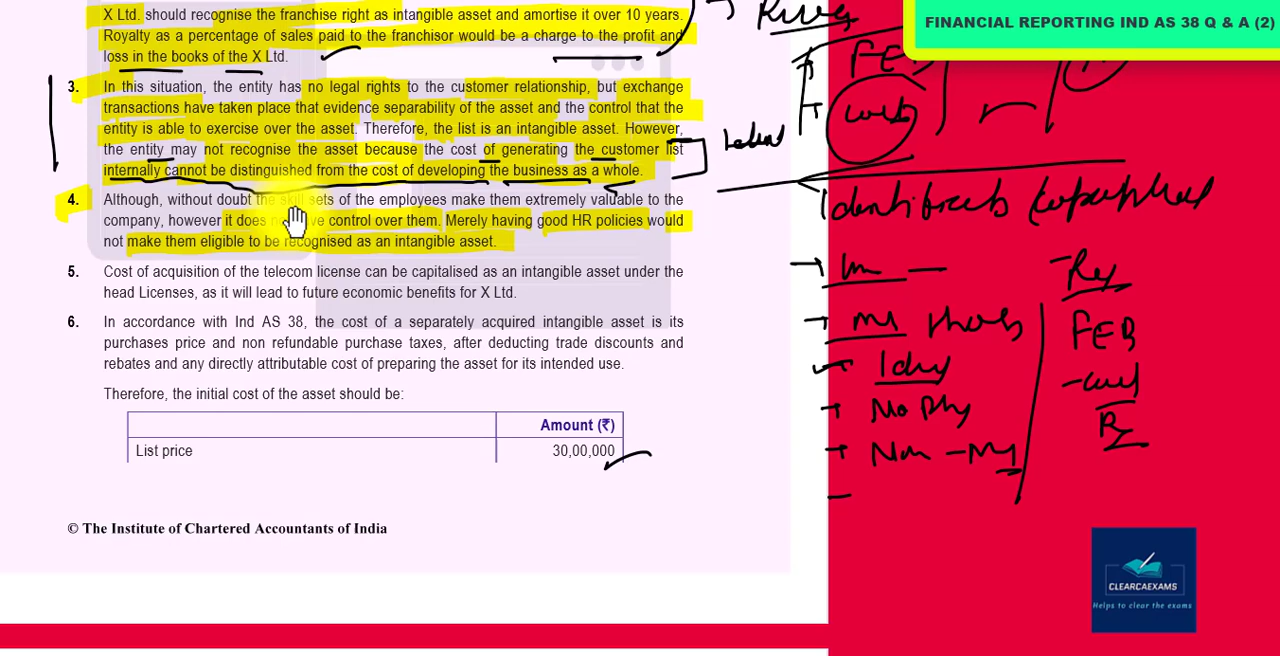 X Ltd. should recognise the franchise right as intangible asset and amortise it over 10 years.
Royalty as a percentage of sales paid to the franchisor would be a charge to the profit and
loss in the books of the X Ltd.
3. In this situation, the entity has no legal rights to the customer relationship, but exchange
transactions have taken place that evidence separability of the asset and the control that the
entity is able to exercise over the asset. Therefore, the list is an intangible asset. However,
the entity may not recognise the asset because the cost of generating the customer list
internally cannot be distinguished from the cost of developing the business as a whole.
4. Although, without doubt the skill sets of the employees make them extremely valuable to the
company, however it does control over them. Merely having good HR policies would
not make them eligible to be recognised as an intangible asset.
5. Cost of acquisition of the telecom license can be capitalised as an intangible asset under the
head Licenses, as it will lead to future economic benefits for X Ltd.
6. In accordance with Ind AS 38, the cost of a separately acquired intangible asset is its
purchases price and non refundable purchase taxes, after deducting trade discounts and
rebates and any directly attributable cost of preparing the asset for its intended use.
Therefore, the initial cost of the asset should be:
Amount (₹)
List price 30,00,000
© The Institute of Chartered Accountants of India
FINANCIAL REPORTING IND AS 38 Q & A (2)
FEB
CLEARCAEXAMS
Helps to clear the exams